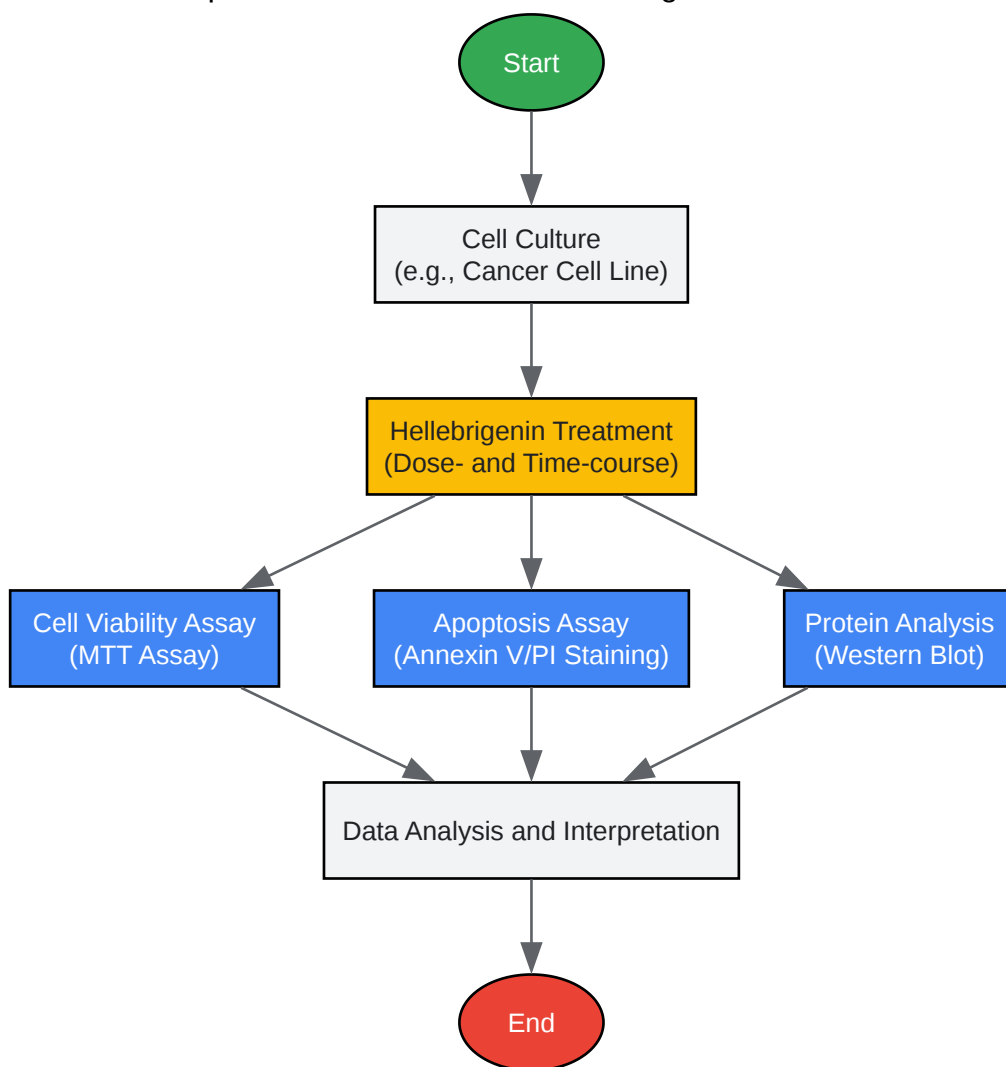 Start
Cell Culture
(e.g., Cancer Cell Line)
Hellebrigenin Treatment
(Dose- and Time-course)
Cell Viability Assay
(MTT Assay)
Apoptosis Assay
(Annexin V/PI Staining)
Protein Analysis
(Western Blot)
Data Analysis and Interpretation
End